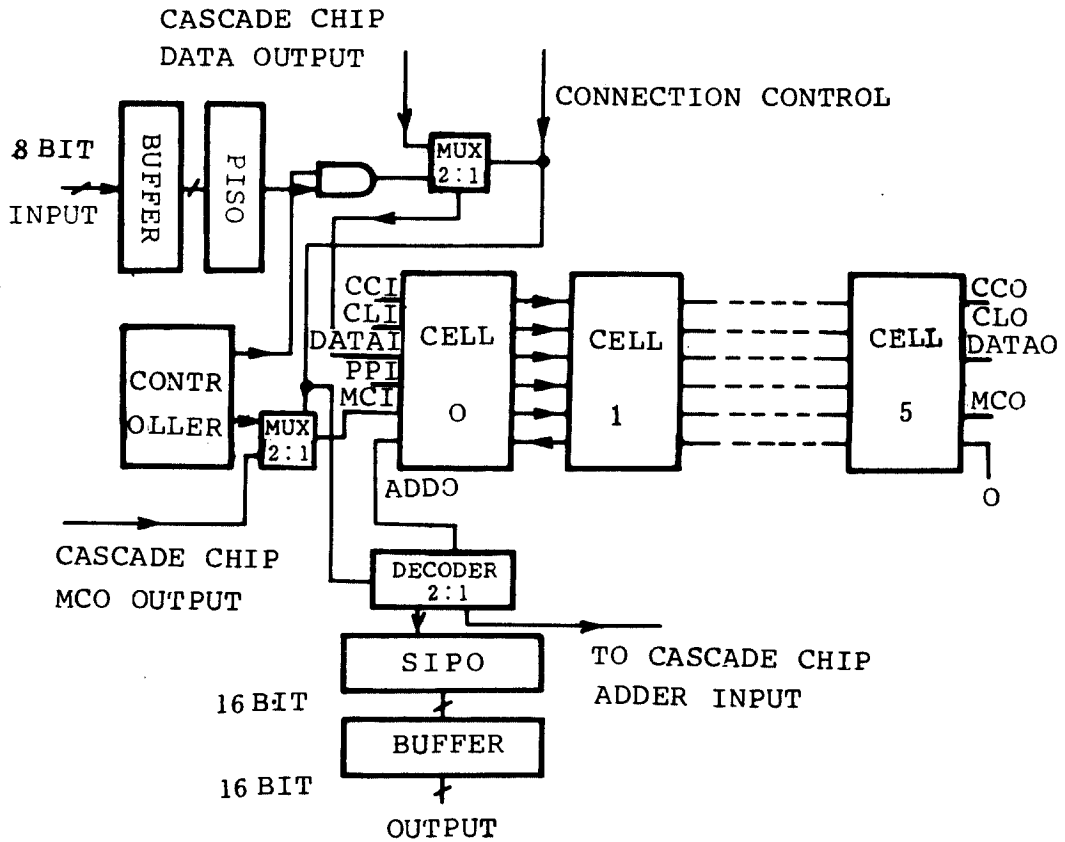 CASCADE CHIP
DATA OUTPUT
CONNECTION CONTROL
8 BIT
INPUT
BUFFER
PISO
MUX
2:1
CONTR
OLLER
MUX
2:1
CCI
CLI
DATAI
PPI
MCI
CELL
0
CELL
1
CELL
5
CCO
CLO
DATAO
MCO
O
ADDO
CASCADE CHIP
MCO OUTPUT
DECODER
2:1
SIPO
TO CASCADE CHIP
ADDER INPUT
16 BIT
BUFFER
16 BIT
OUTPUT